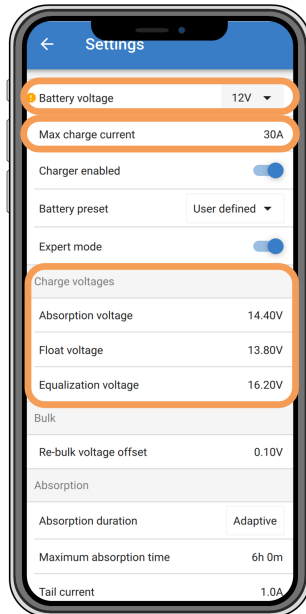 Settings
Battery voltage 12V
Max charge current 30A
Charger enabled
Battery preset User defined
Expert mode
Charge voltages
Absorption voltage 14.40V
Float voltage 13.80V
Equalization voltage 16.20V
Bulk
Re-bulk voltage offset 0.10V
Absorption
Absorption duration Adaptive
Maximum absorption time 6h 0m
Tail current 1.0A